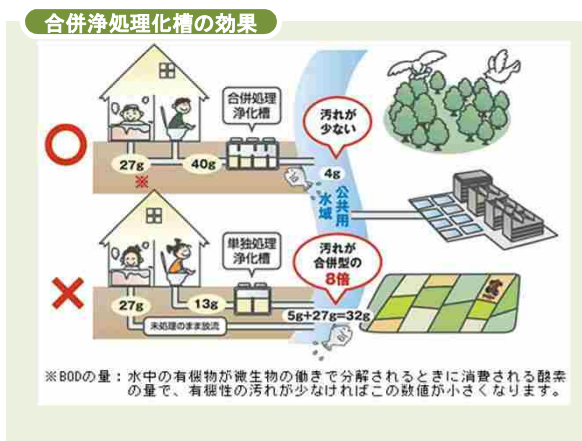 合併浄処理化槽の効果
合併処理
浄化槽
汚れが
少ない
27g
※
40g
4g
公共用
水域
単独処理
浄化槽
汚れが
合併型の
8倍
27g
13g
5g+27g=32g
未処理のまま放流
※BODの量：水中の有機物が微生物の働きで分解されるときに消費される酸素
の量で、有機性の汚れが少なければこの数値が小さくなります。